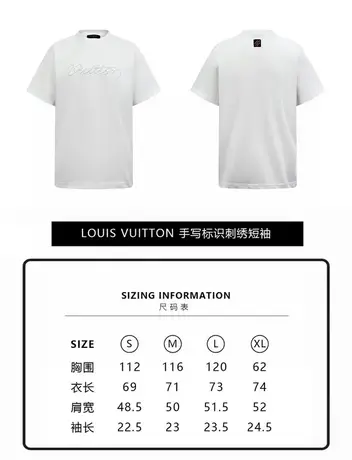 Vuitton
LOUIS VUITTON 手写标识刺绣短袖
SIZING INFORMATION
尺码表
SIZE S M L XL
胸围 112 116 120 62
衣长 69 71 73 74
肩宽 48.5 50 51.5 52
袖长 22.5 23 23.5 24.5